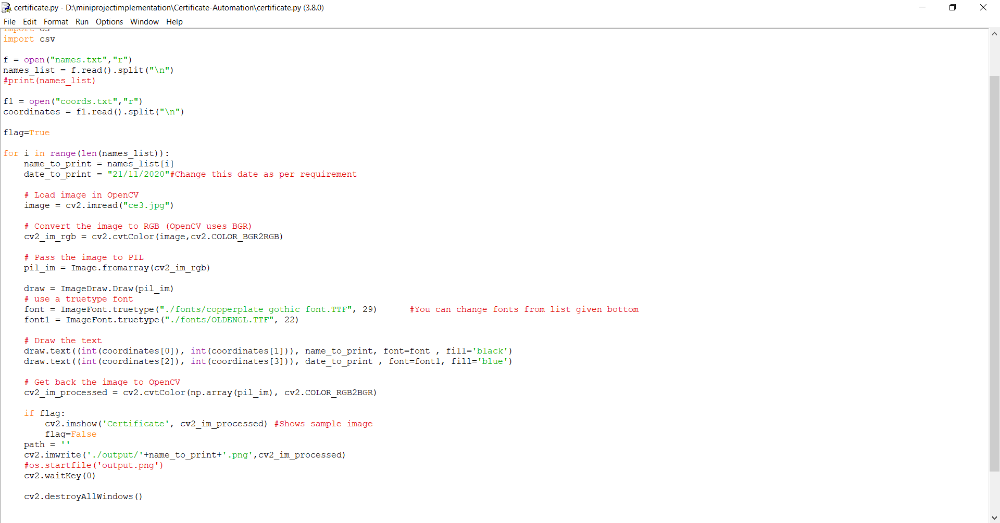 certificate.py - D:\miniprojectimplementation\Certificate-Automation\certificate.py (3.8.0)
File Edit Format Run Options Window Help
import os
import csv
f = open("names.txt","r")
names_list = f.read().split("\n")
#print(names_list)
f1 = open("coords.txt","r")
coordinates = f1.read().split("\n")
flag=True
for i in range(len(names_list)):
    name_to_print = names_list[i]
    date_to_print = "21/11/2020"#Change this date as per requirement
    # Load image in OpenCV
    image = cv2.imread("ce3.jpg")
    # Convert the image to RGB (OpenCV uses BGR)
    cv2_im_rgb = cv2.cvtColor(image,cv2.COLOR_BGR2RGB)
    # Pass the image to PIL
    pil_im = Image.fromarray(cv2_im_rgb)
    draw = ImageDraw.Draw(pil_im)
    # use a truetype font
    font = ImageFont.truetype("./fonts/copperplate gothic font.TTF", 29)      #You can change fonts from list given bottom
    font1 = ImageFont.truetype("./fonts/OLDENGL.TTF", 22)
    # Draw the text
    draw.text((int(coordinates[0]), int(coordinates[1])), name_to_print, font=font , fill='black')
    draw.text((int(coordinates[2]), int(coordinates[3])), date_to_print , font=font1, fill='blue')
    # Get back the image to OpenCV
    cv2_im_processed = cv2.cvtColor(np.array(pil_im), cv2.COLOR_RGB2BGR)
    if flag:
        cv2.imshow('Certificate', cv2_im_processed) #Shows sample image
        flag=False
    path = ''
    cv2.imwrite('./output/'+name_to_print+'.png',cv2_im_processed)
    #os.startfile('output.png')
    cv2.waitKey(0)
    cv2.destroyAllWindows()